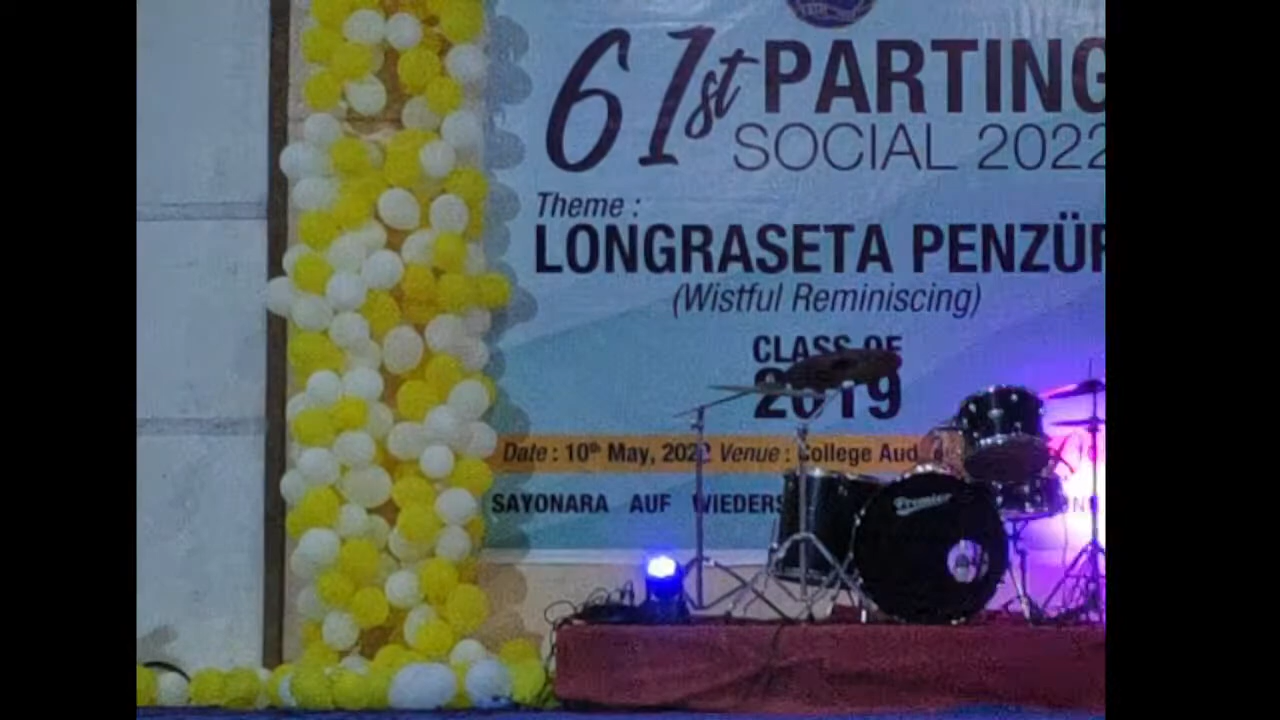 61st PARTING
SOCIAL 2022
Theme :
LONGRASETA PENZÜR
(Wistful Reminiscing)
CLASS OF
2019
Date : 10th May, 2022 Venue : College Aud
SAYONARA AUF WIEDERS
Premier